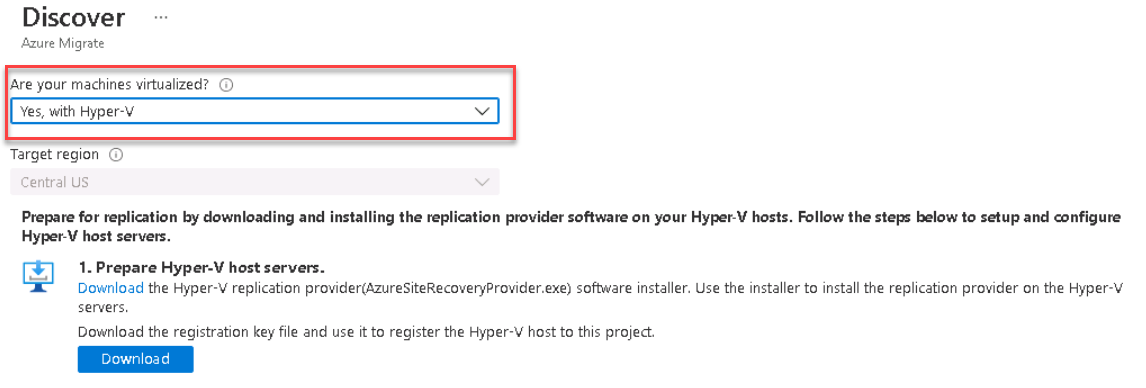 Discover ...
Azure Migrate
Are your machines virtualized?
Yes, with Hyper-V
Target region
Central US
Prepare for replication by downloading and installing the replication provider software on your Hyper-V hosts. Follow the steps below to setup and configure
Hyper-V host servers.
1. Prepare Hyper-V host servers.
Download the Hyper-V replication provider(AzureSiteRecoveryProvider.exe) software installer. Use the installer to install the replication provider on the Hyper-V
servers.
Download the registration key file and use it to register the Hyper-V host to this project.
Download